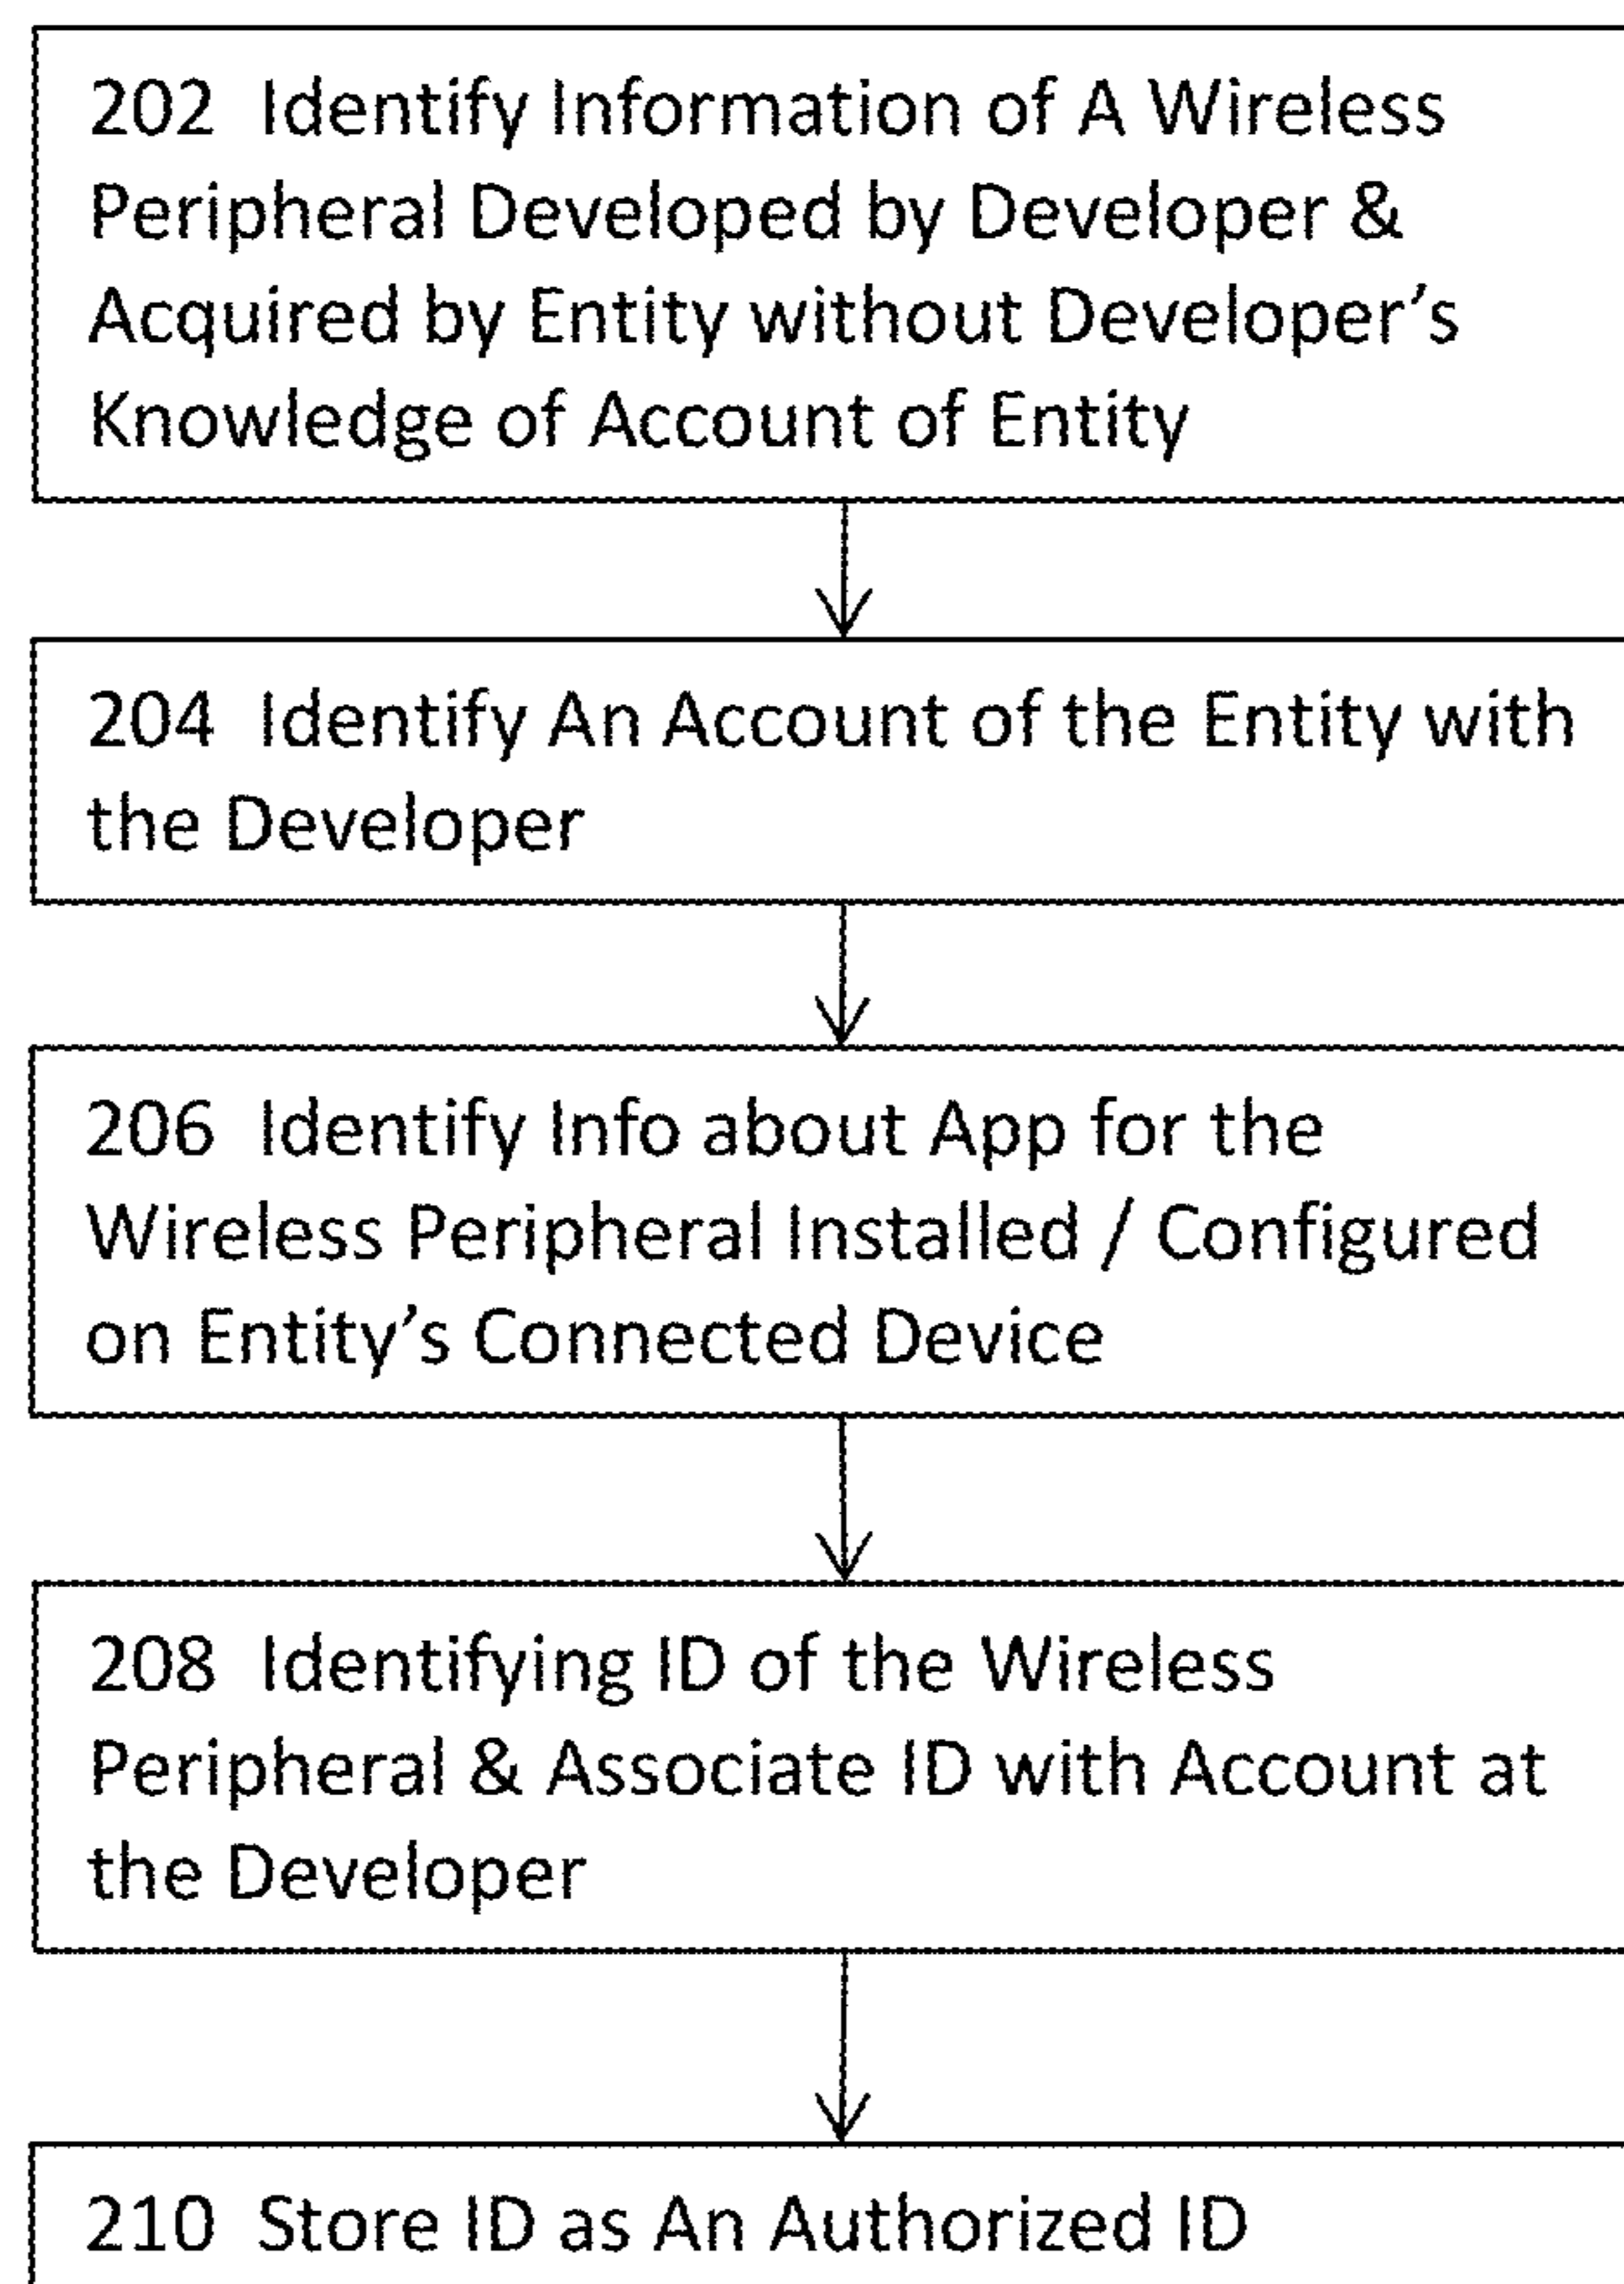 202 Identify Information of A Wireless
Peripheral Developed by Developer &
Acquired by Entity without Developer’s
Knowledge of Account of Entity
204 Identify An Account of the Entity with
the Developer
206 Identify Info about App for the
Wireless Peripheral Installed / Configured
on Entity’s Connected Device
208 Identifying ID of the Wireless
Peripheral & Associate ID with Account at
the Developer
210 Store ID as An Authorized ID